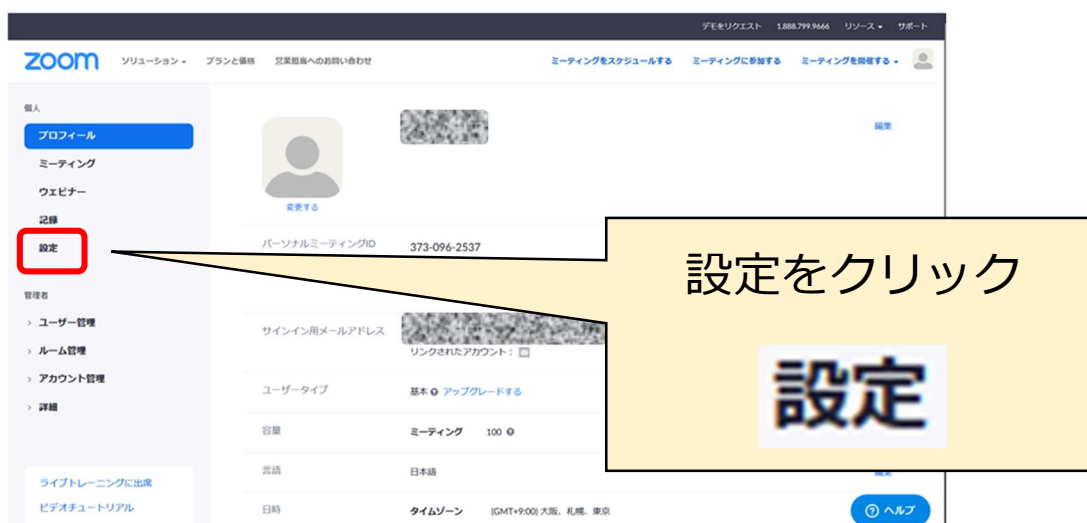 デモをリクエスト 1.888.799.9666 リソース サポート
zoom ソリューション プランと価格 営業担当へのお問い合わせ ミーティングをスケジュールする ミーティングに参加する ミーティングを開催する
個人
プロフィール
編集
ミーティング
ウェビナー
変更する
記録
設定
パーソナルミーティングID 373-096-2537
設定をクリック
設定
管理者
ユーザー管理
サインイン用メールアドレス
ルーム管理
リンクされたアカウント：
アカウント管理
ユーザータイプ 基本 アップグレードする
詳細
容量 ミーティング 100
言語 日本語
ライブトレーニングに出席
ビデオチュートリアル
日時 タイムゾーン (GMT+9:00) 大阪、札幌、東京
ヘルプ